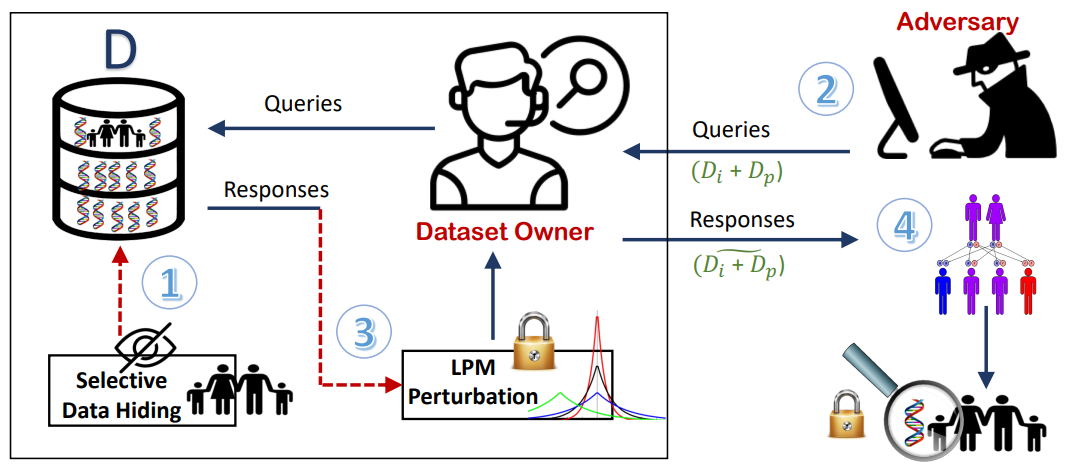 D
Queries
Responses
Dataset Owner
1
Selective
Data Hiding
3
LPM
Perturbation
Adversary
2
Queries
(D_i + D_p)
Responses
(\widetilde{D_i + D_p})
4